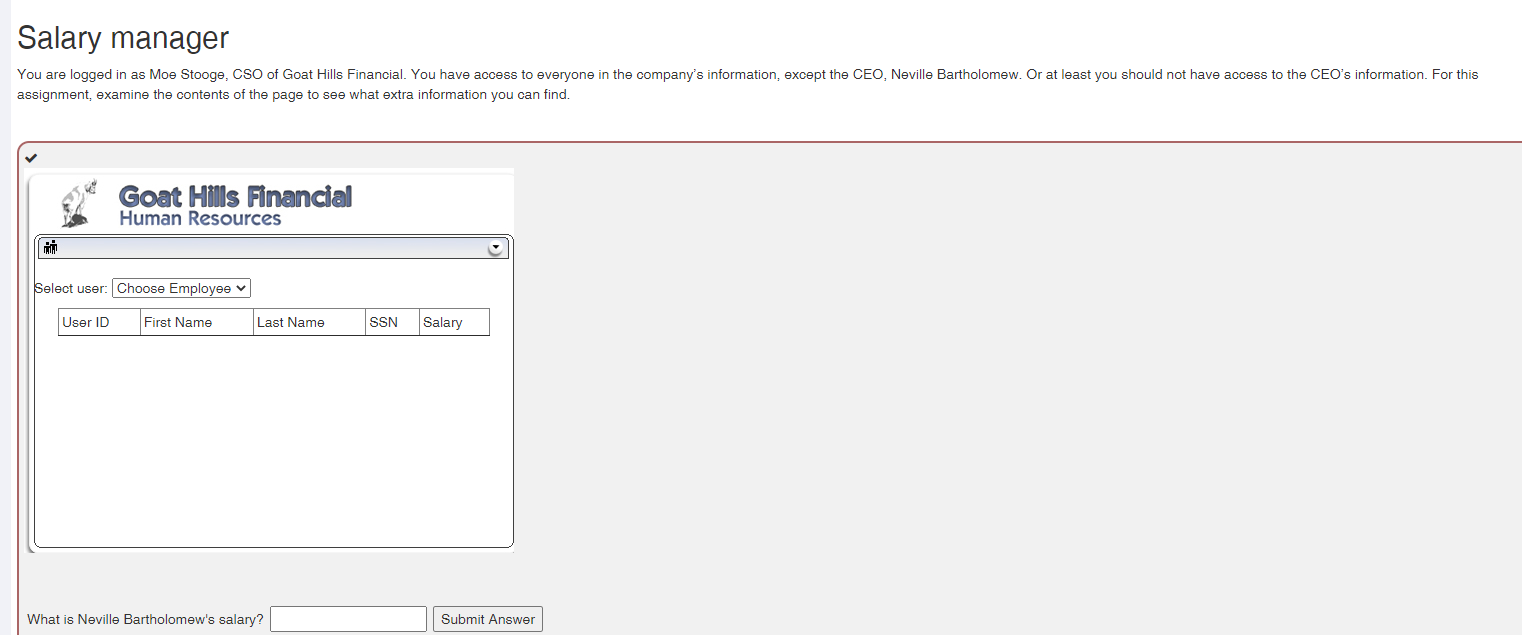 Salary manager
You are logged in as Moe Stooge, CSO of Goat Hills Financial. You have access to everyone in the company's information, except the CEO, Neville Bartholomew. Or at least you should not have access to the CEO's information. For this
assignment, examine the contents of the page to see what extra information you can find.
Goat Hills Financial
Human Resources
Select user: Choose Employee
User ID First Name Last Name SSN Salary
What is Neville Bartholomew's salary? Submit Answer